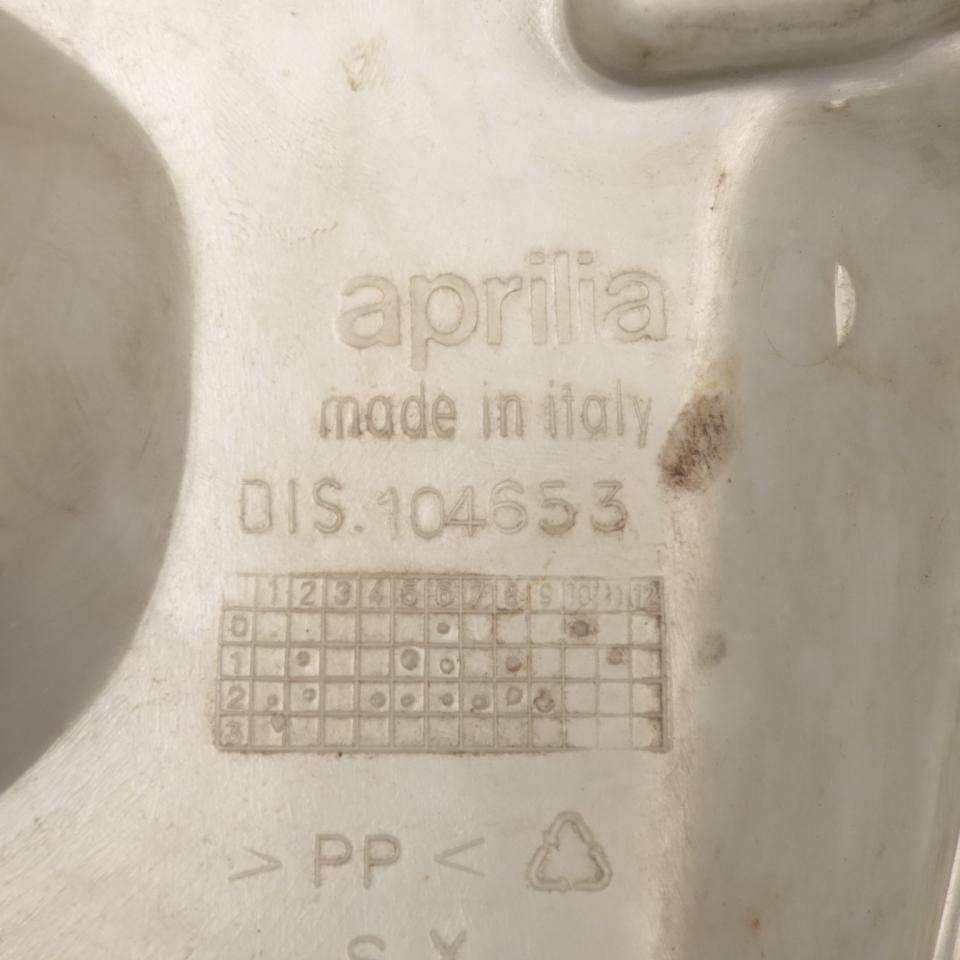 aprilia
made in italy
DIS.104653
1 2 3 4 5 6 7 8 9 10 11 12
0
1
2
3
> PP <
S X